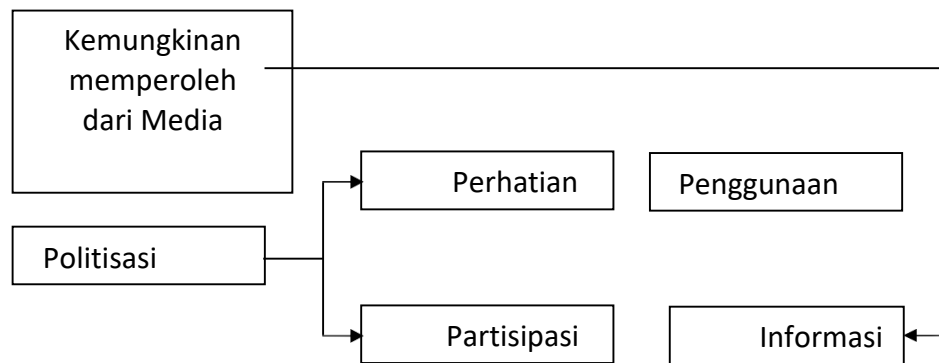 Kemungkinan
memperoleh
dari Media
Perhatian
Penggunaan
Politisasi
Partisipasi
Informasi